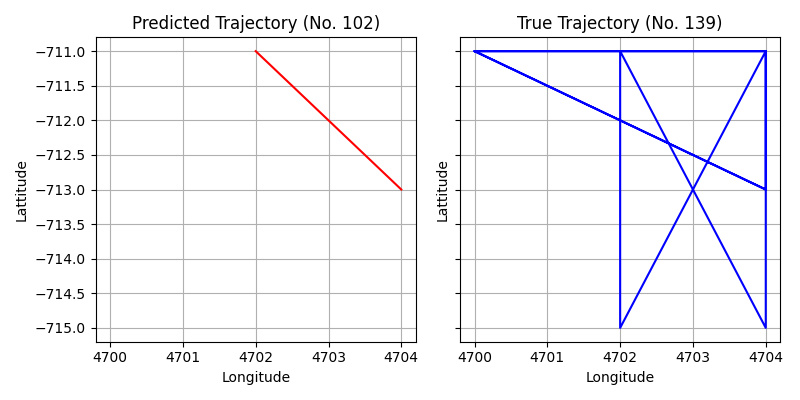 Predicted Trajectory (No. 102)
True Trajectory (No. 139)
Lattitude
−711.0
−711.5
−712.0
−712.5
−713.0
−713.5
−714.0
−714.5
−715.0
4700 4701 4702 4703 4704
Longitude
Lattitude
4700 4701 4702 4703 4704
Longitude